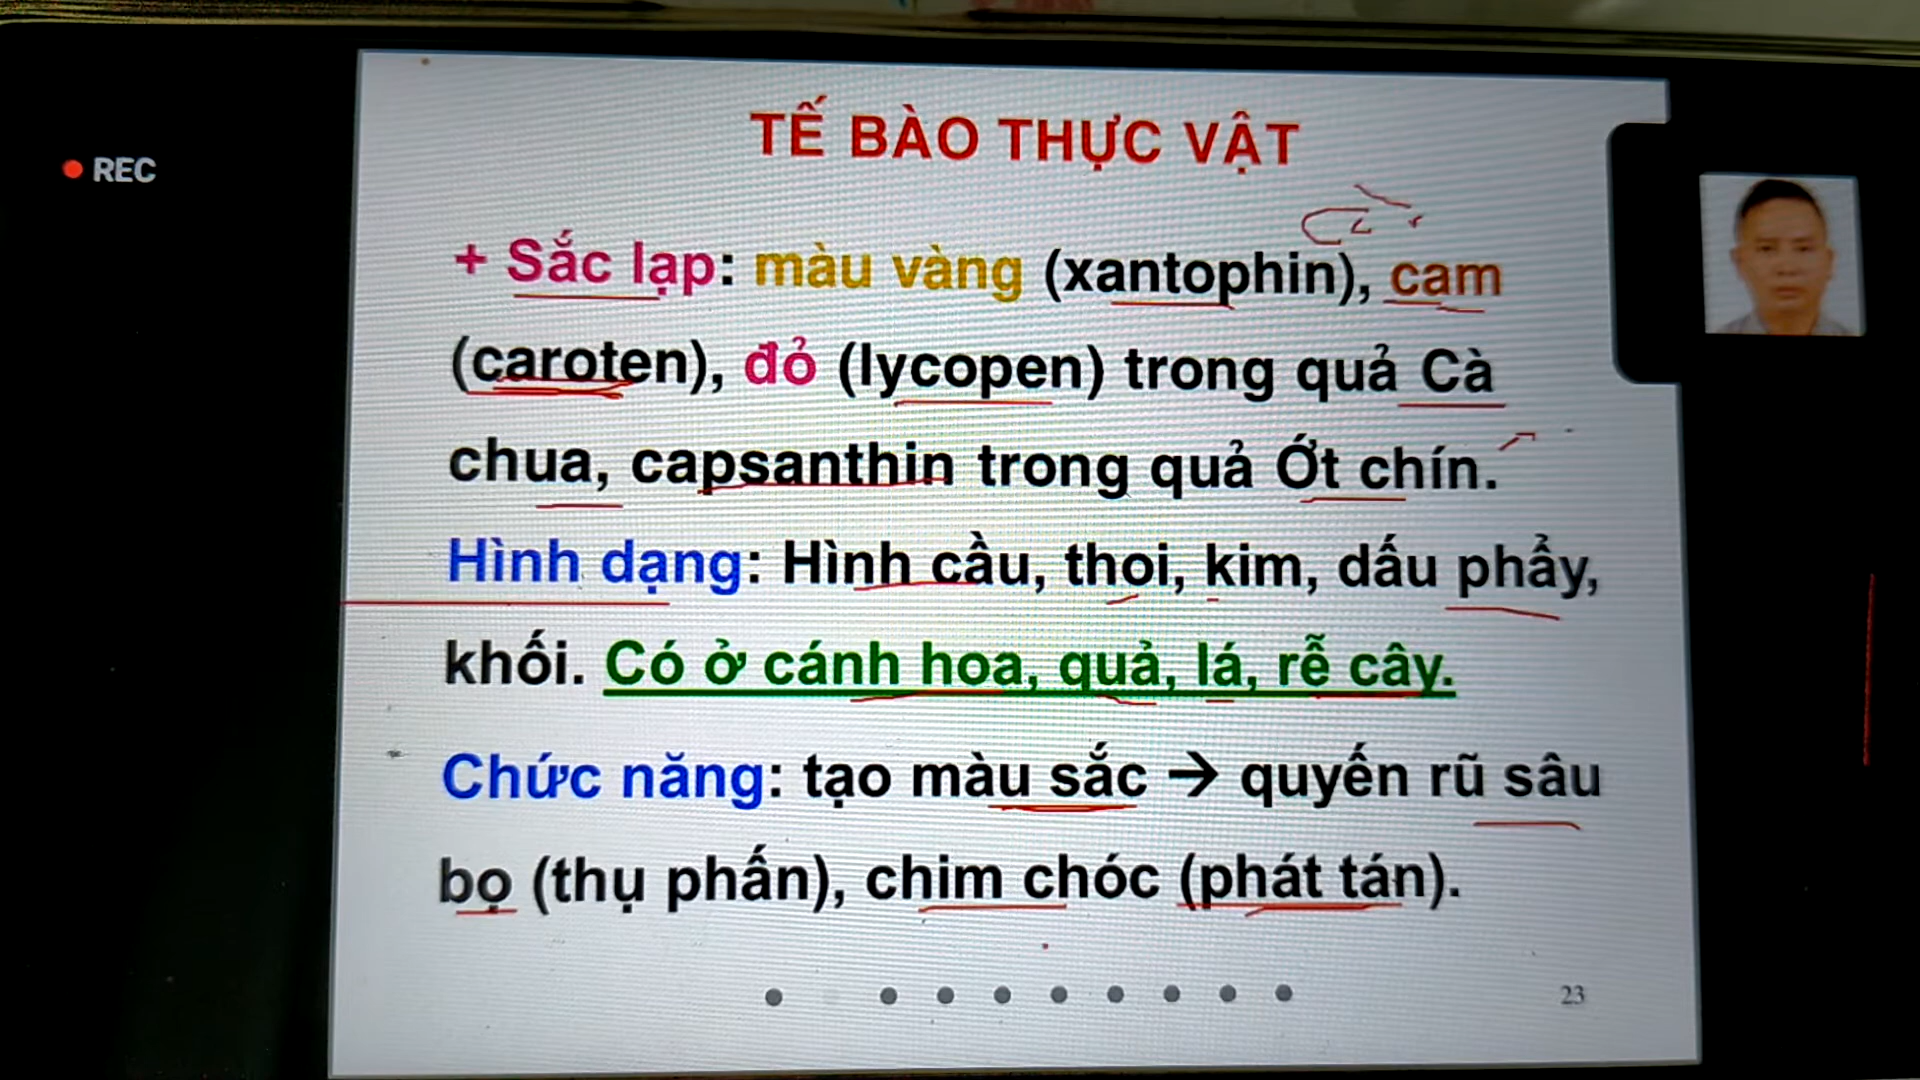 REC
TẾ BÀO THỰC VẬT
+ Sắc lạp: màu vàng (xantophin), cam
(caroten), đỏ (lycopen) trong quả Cà
chua, capsanthin trong quả Ớt chín.
Hình dạng: Hình cầu, thoi, kim, dấu phẩy,
khối. Có ở cánh hoa, quả, lá, rễ cây.
Chức năng: tạo màu sắc → quyến rũ sâu
bọ (thụ phấn), chim chóc (phát tán).
23